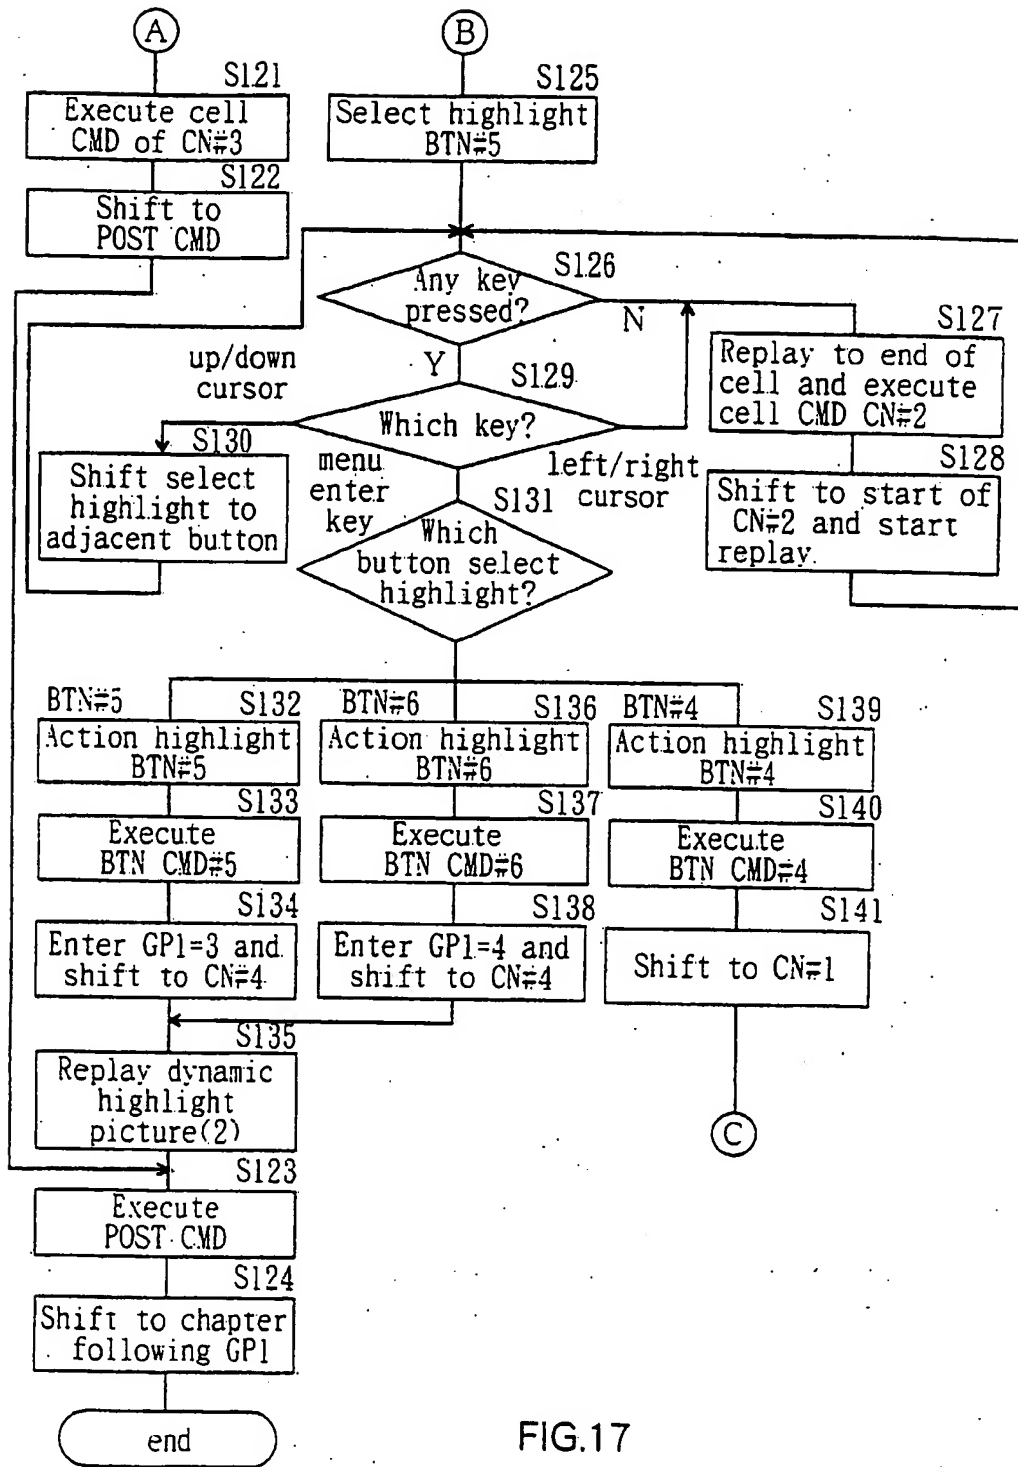 A
S121
Execute cell
CMD of CN#3
S122
Shift to
POST CMD
B
S125
Select highlight
BTN#5
S126
Any key
pressed?
N
Y
S127
Replay to end of
cell and execute
cell CMD CN#2
S128
Shift to start of
CN#2 and start
replay.
up/down
cursor
S129
Which key?
left/right
cursor
menu
enter
key
S130
Shift select
highlight to
adjacent button
S131
Which
button select
highlight?
BTN#5
S132
Action highlight
BTN#5
S133
Execute
BTN CMD#5
S134
Enter GP1=3 and
shift to CN#4
BTN#6
S136
Action highlight
BTN#6
S137
Execute
BTN CMD#6
S138
Enter GP1=4 and
shift to CN#4
BTN#4
S139
Action highlight
BTN#4
S140
Execute
BTN CMD#4
S141
Shift to CN#1
C
S135
Replay dynamic
highlight
picture(2)
S123
Execute
POST CMD
S124
Shift to chapter
following GP1
end
FIG.17